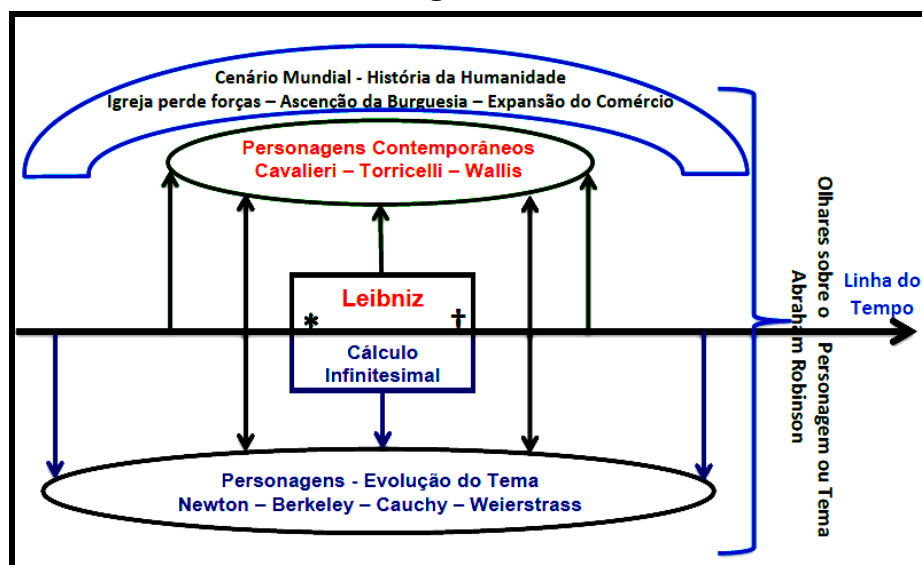 Cenário Mundial - História da Humanidade
Igreja perde forças – Ascenção da Burguesia – Expansão do Comércio
Personagens Contemporâneos
Cavalieri – Torricelli – Wallis
Leibniz
* †
Cálculo
Infinitesimal
Personagens - Evolução do Tema
Newton – Berkeley – Cauchy – Weierstrass
Olhares sobre o Personagem ou Tema
Abraham Robinson
Linha do
Tempo